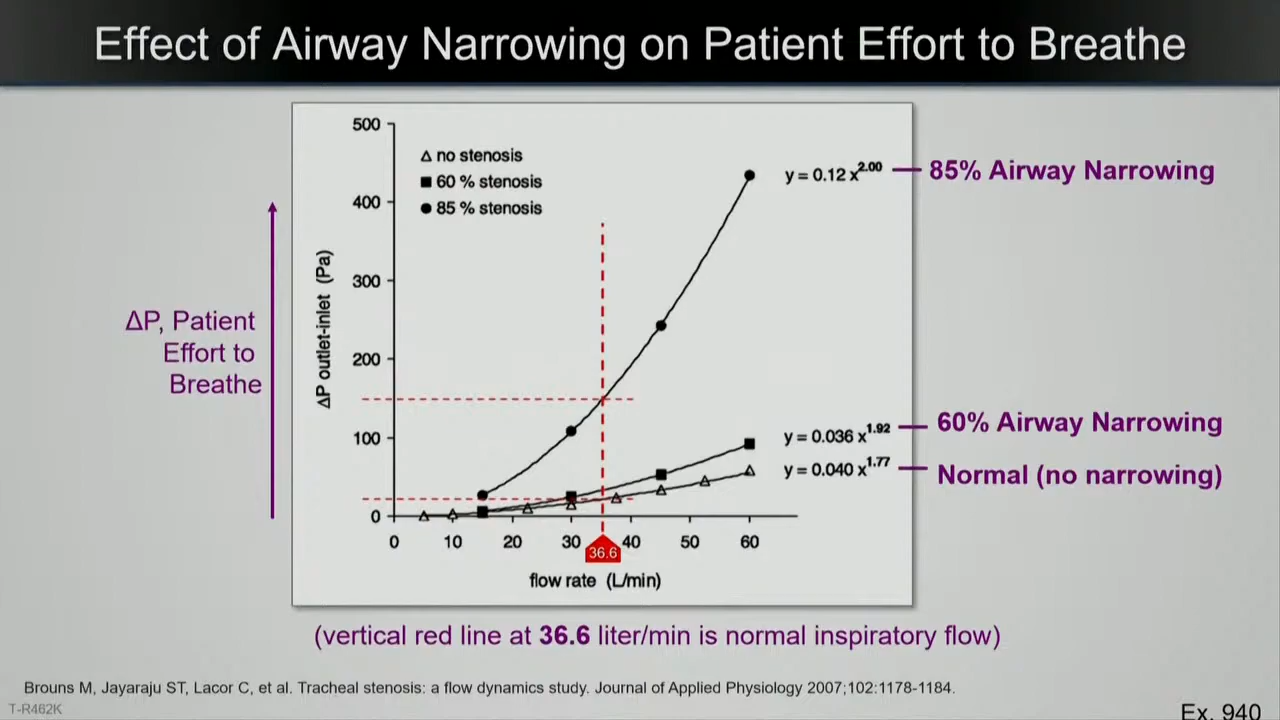 Effect of Airway Narrowing on Patient Effort to Breathe
500
400
300
200
100
0
ΔP outlet-inlet (Pa)
△ no stenosis
■ 60 % stenosis
● 85 % stenosis
y = 0.12 x^2.00
85% Airway Narrowing
ΔP, Patient
Effort to
Breathe
y = 0.036 x^1.92
60% Airway Narrowing
y = 0.040 x^1.77
Normal (no narrowing)
0 10 20 30 40 50 60
36.6
flow rate (L/min)
(vertical red line at 36.6 liter/min is normal inspiratory flow)
Brouns M, Jayaraju ST, Lacor C, et al. Tracheal stenosis: a flow dynamics study. Journal of Applied Physiology 2007;102:1178-1184.
T-R462K
Ex. 940